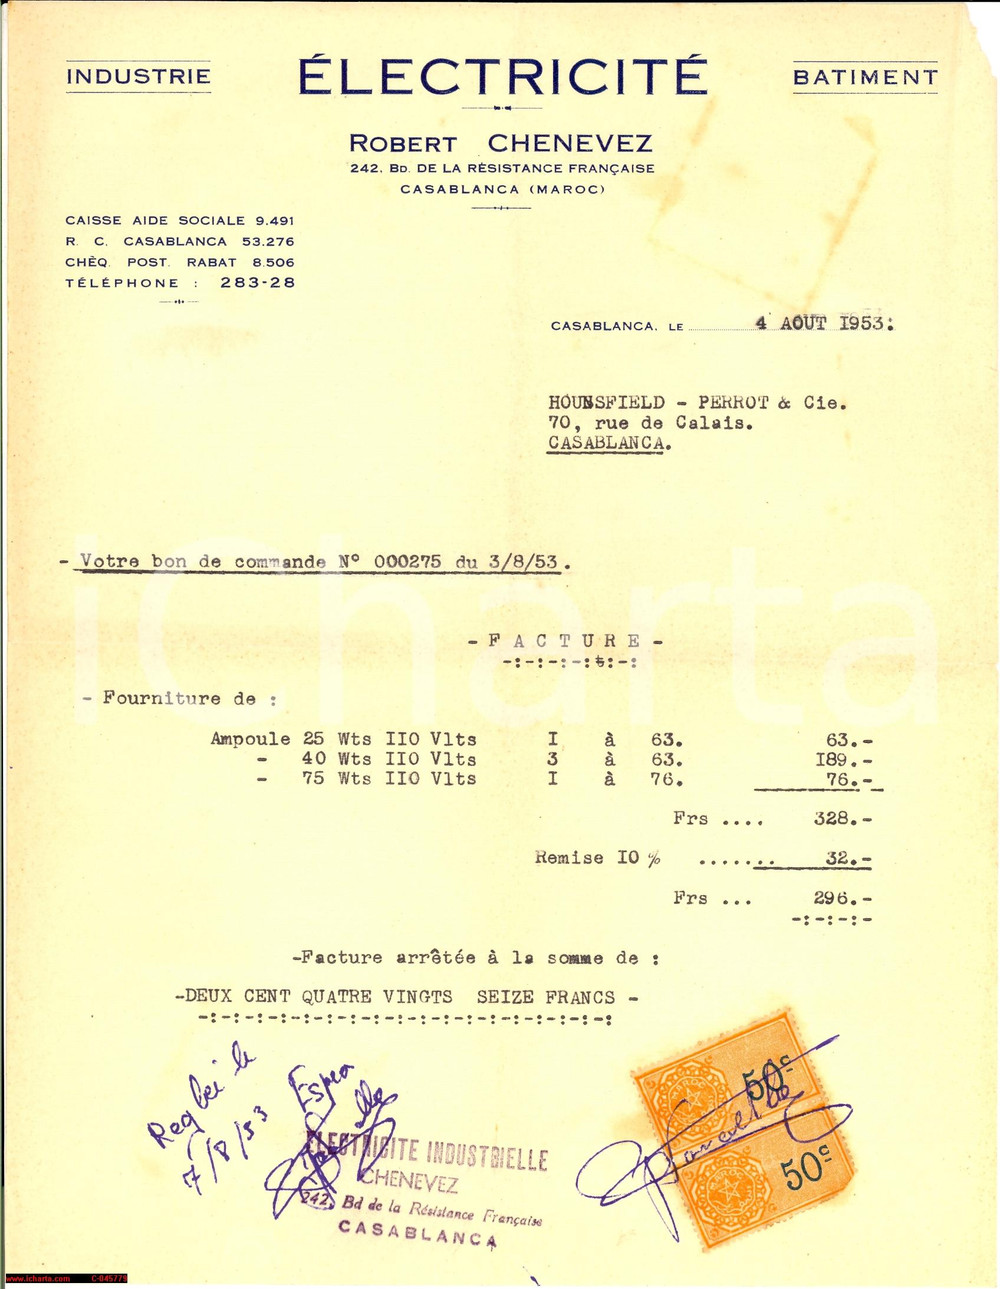 INDUSTRIE
ÉLECTRICITÉ
BATIMENT
ROBERT CHENEVEZ
242, BD. DE LA RÉSISTANCE FRANÇAISE
CASABLANCA (MAROC)
CAISSE AIDE SOCIALE 9.491
R. C. CASABLANCA 53.276
CHÈQ. POST. RABAT 8.506
TÉLÉPHONE : 283-28
CASABLANCA, LE 4 AOUT 1953:
HOUNSFIELD - PERROT & Cie.
70, rue de Calais.
CASABLANCA.
- Votre bon de commande N° 000275 du 3/8/53.
- F A C T U R E -
-:-:-:-:-:-:-:
- Fourniture de :
Ampoule 25 Wts IIO Vlts I à 63. 63.-
- 40 Wts IIO Vlts 3 à 63. I89.-
- 75 Wts IIO Vlts I à 76. 76.-
Frs .... 328.-
Remise IO % ....... 32.-
Frs ... 296.-
-:-:-:-
-Facture arrêtée à la somme de :
-DEUX CENT QUATRE VINGTS SEIZE FRANCS -
-:-:-:-:-:-:-:-:-:-:-:-:-:-:-:-:-:-:-:-:-:
7/8/53
ELECTRICITE INDUSTRIELLE
CHENEVEZ
242, Bd de la Résistance Française
CASABLANCA
50c
50c
iCharta
www.icharta.com C-045779